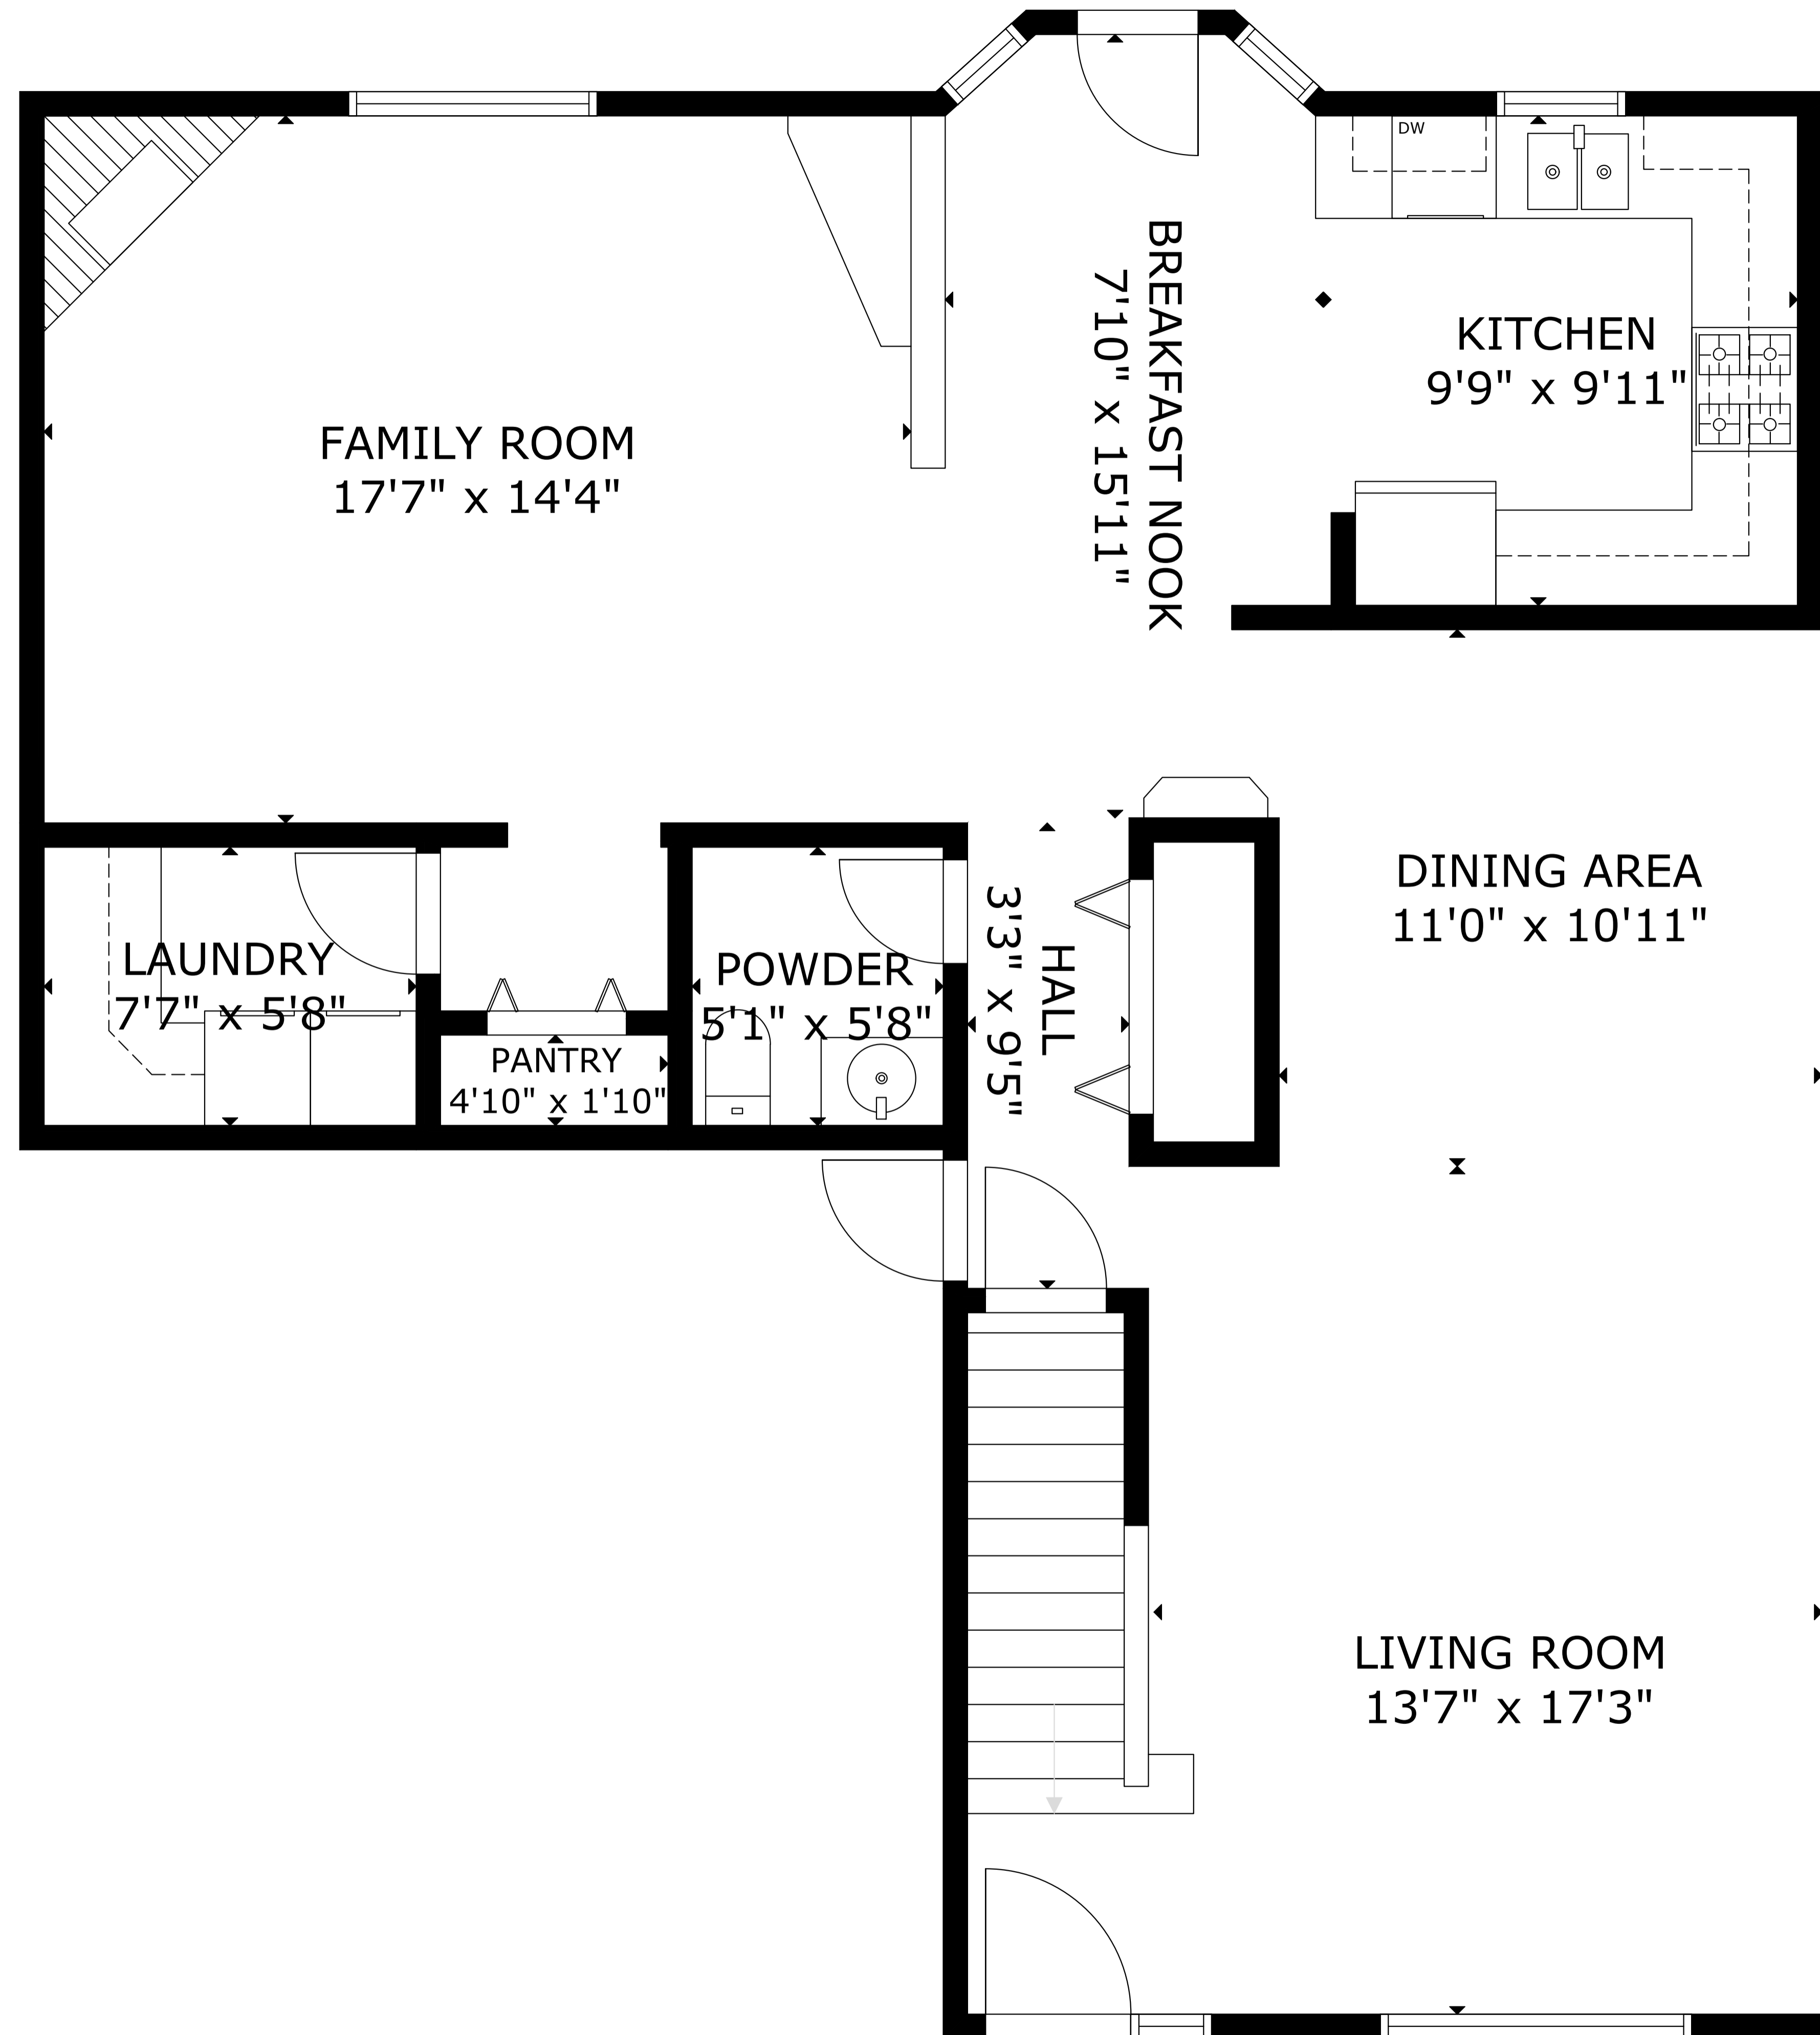 DW
BREAKFAST NOOK
7'10" x 15'11"
KITCHEN
9'9" x 9'11"
FAMILY ROOM
17'7" x 14'4"
DINING AREA
11'0" x 10'11"
LAUNDRY
7'7" x 5'8"
POWDER
5'1" x 5'8"
HALL
3'3" x 9'5"
PANTRY
4'10" x 1'10"
LIVING ROOM
13'7" x 17'3"